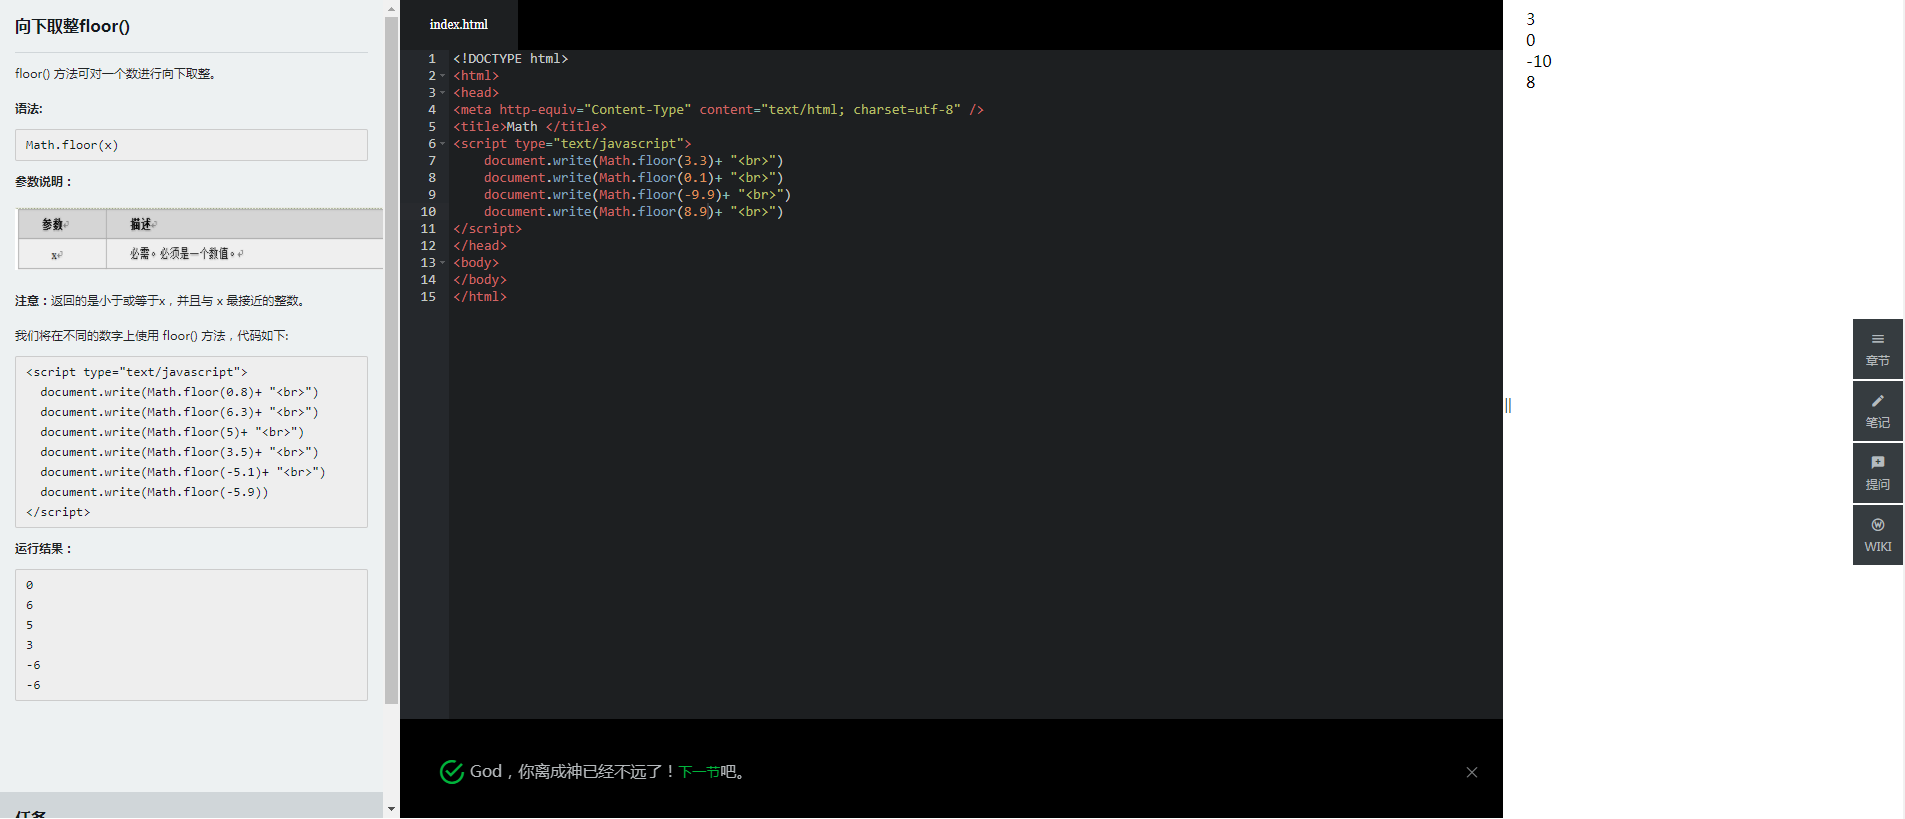 向下取整floor()
floor() 方法可对一个数进行向下取整。
语法:
Math.floor(x)
参数说明：
参数 描述
x 必需。必须是一个数值。
注意：返回的是小于或等于x，并且与 x 最接近的整数。
我们将在不同的数字上使用 floor() 方法，代码如下:
<script type="text/javascript">
document.write(Math.floor(0.8)+ "<br>")
document.write(Math.floor(6.3)+ "<br>")
document.write(Math.floor(5)+ "<br>")
document.write(Math.floor(3.5)+ "<br>")
document.write(Math.floor(-5.1)+ "<br>")
document.write(Math.floor(-5.9))
</script>
运行结果：
0
6
5
3
-6
-6
任务
index.html
1 <!DOCTYPE html>
2 <html>
3 <head>
4 <meta http-equiv="Content-Type" content="text/html; charset=utf-8" />
5 <title>Math </title>
6 <script type="text/javascript">
7 document.write(Math.floor(3.3)+ "<br>")
8 document.write(Math.floor(0.1)+ "<br>")
9 document.write(Math.floor(-9.9)+ "<br>")
10 document.write(Math.floor(8.9)+ "<br>")
11 </script>
12 </head>
13 <body>
14 </body>
15 </html>
God，你离成神已经不远了！下一节吧。
3
0
-10
8
章节
笔记
提问
WIKI